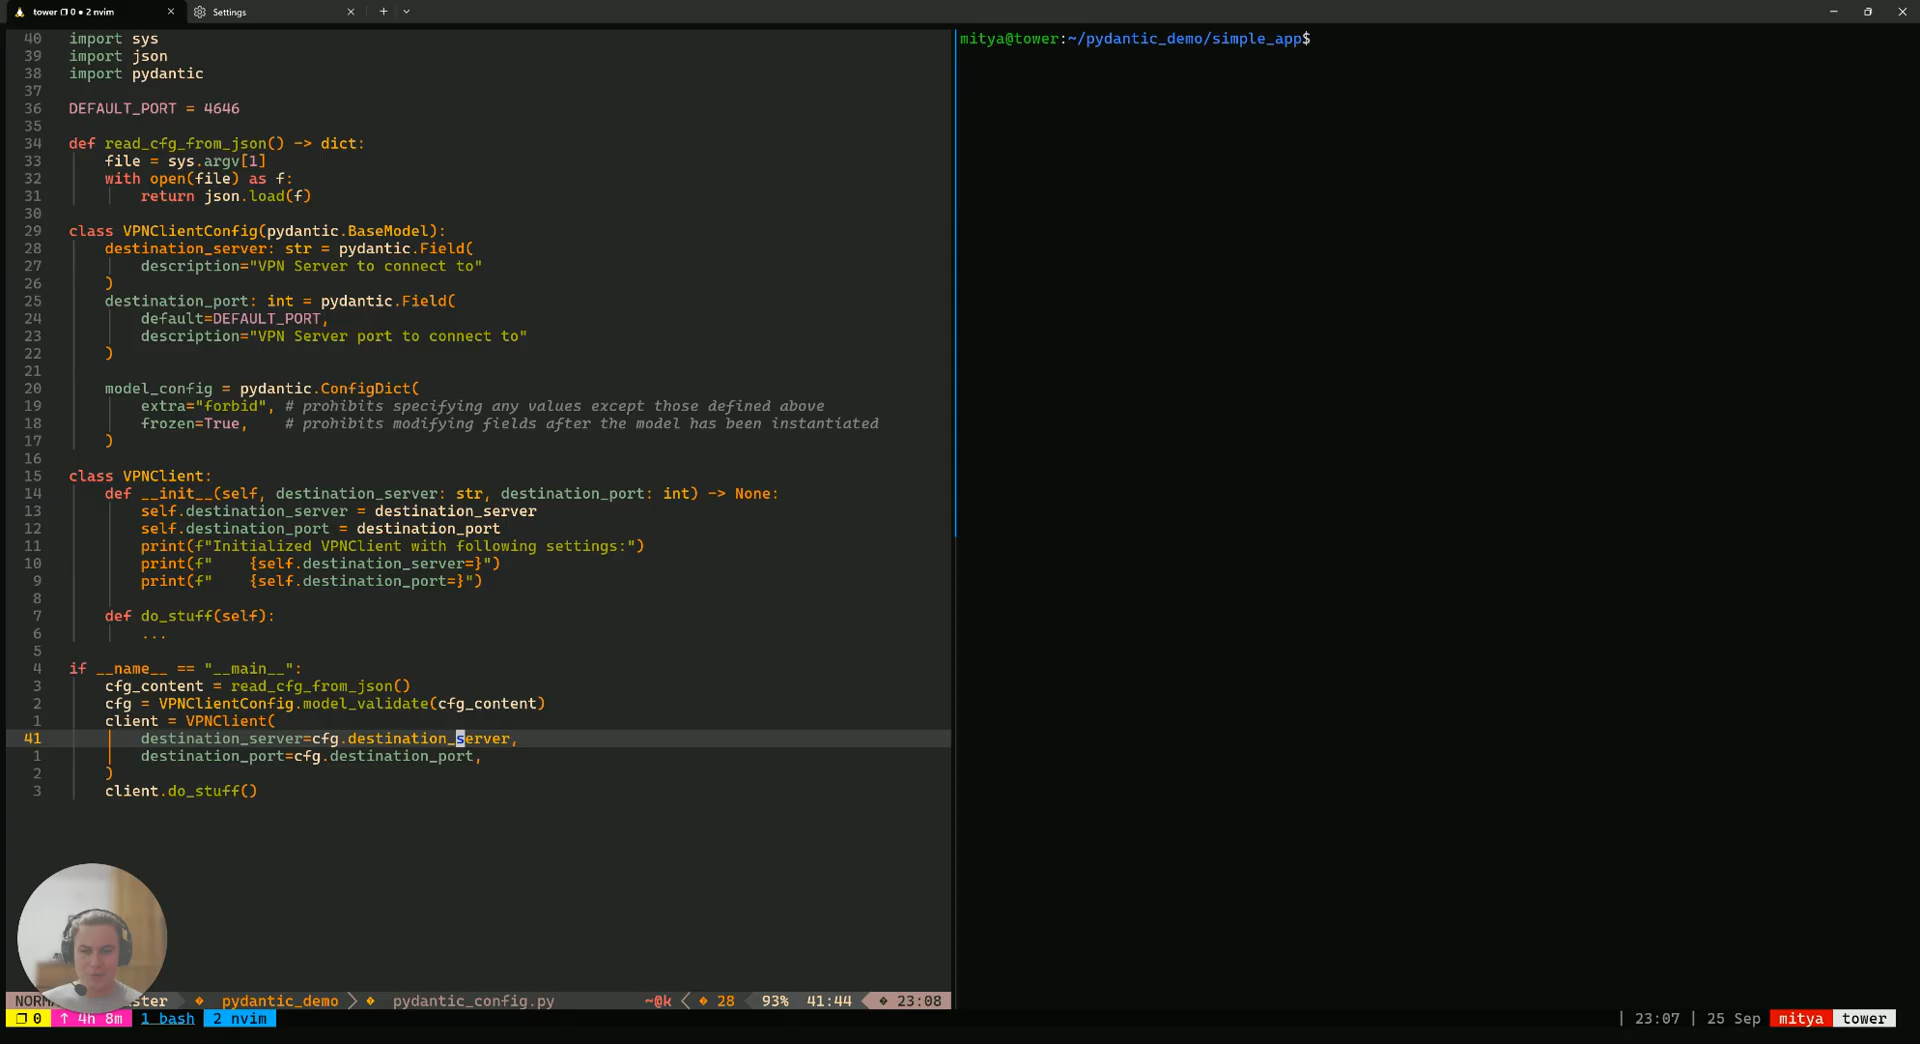 tower 0 • 2 nvim
Settings
40 import sys
39 import json
38 import pydantic
37
36 DEFAULT_PORT = 4646
35
34 def read_cfg_from_json() -> dict:
33 file = sys.argv[1]
32 with open(file) as f:
31 return json.load(f)
30
29 class VPNClientConfig(pydantic.BaseModel):
28 destination_server: str = pydantic.Field(
27 description="VPN Server to connect to"
26 )
25 destination_port: int = pydantic.Field(
24 default=DEFAULT_PORT,
23 description="VPN Server port to connect to"
22 )
21
20 model_config = pydantic.ConfigDict(
19 extra="forbid", # prohibits specifying any values except those defined above
18 frozen=True, # prohibits modifying fields after the model has been instantiated
17 )
16
15 class VPNClient:
14 def __init__(self, destination_server: str, destination_port: int) -> None:
13 self.destination_server = destination_server
12 self.destination_port = destination_port
11 print(f"Initialized VPNClient with following settings:")
10 print(f"    {self.destination_server=}")
9 print(f"    {self.destination_port=}")
8
7 def do_stuff(self):
6 ...
5
4 if __name__ == "__main__":
3 cfg_content = read_cfg_from_json()
2 cfg = VPNClientConfig.model_validate(cfg_content)
1 client = VPNClient(
41 destination_server=cfg.destination_server,
1 destination_port=cfg.destination_port,
2 )
3 client.do_stuff()
NORM ster pydantic_demo pydantic_config.py ~@k 28 93% 41:44 23:08
0 ↑ 4h 8m 1 bash 2 nvim | 23:07 | 25 Sep mitya tower
mitya@tower:~/pydantic_demo/simple_app$